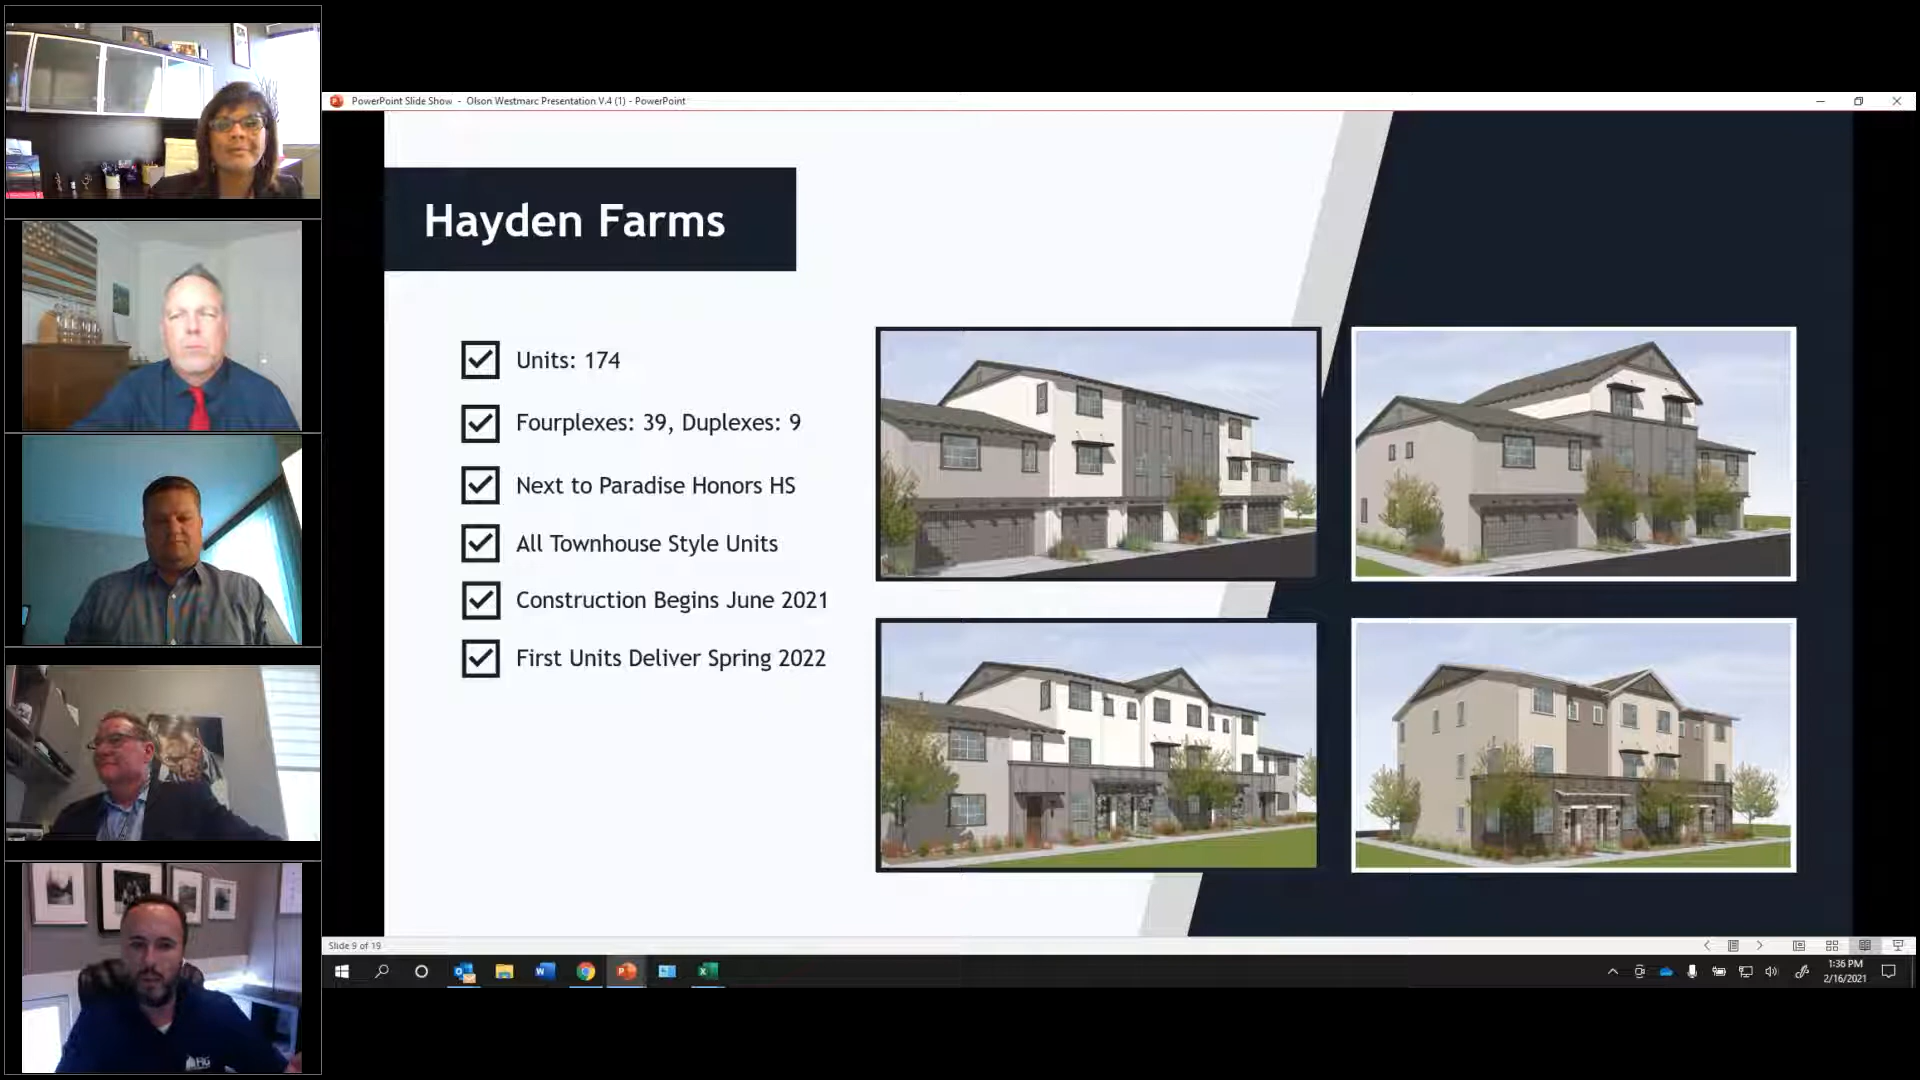 PowerPoint Slide Show - Olson Westmarc Presentation V.4 (1) - PowerPoint
Hayden Farms
Units: 174
Fourplexes: 39, Duplexes: 9
Next to Paradise Honors HS
All Townhouse Style Units
Construction Begins June 2021
First Units Deliver Spring 2022
Slide 9 of 19
1:36 PM
2/16/2021